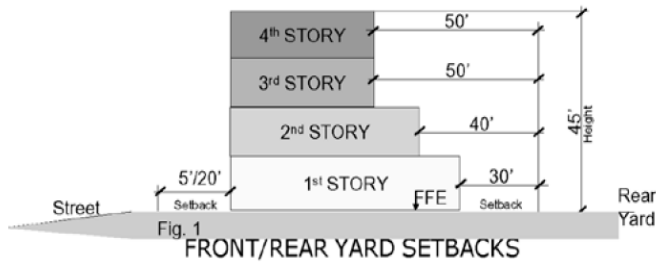 4th STORY
50'
3rd STORY
50'
2nd STORY
40'
45'
Height
5'/20'
1st STORY
30'
Street
Setback
FFE
Setback
Rear
Yard
Fig. 1
FRONT/REAR YARD SETBACKS